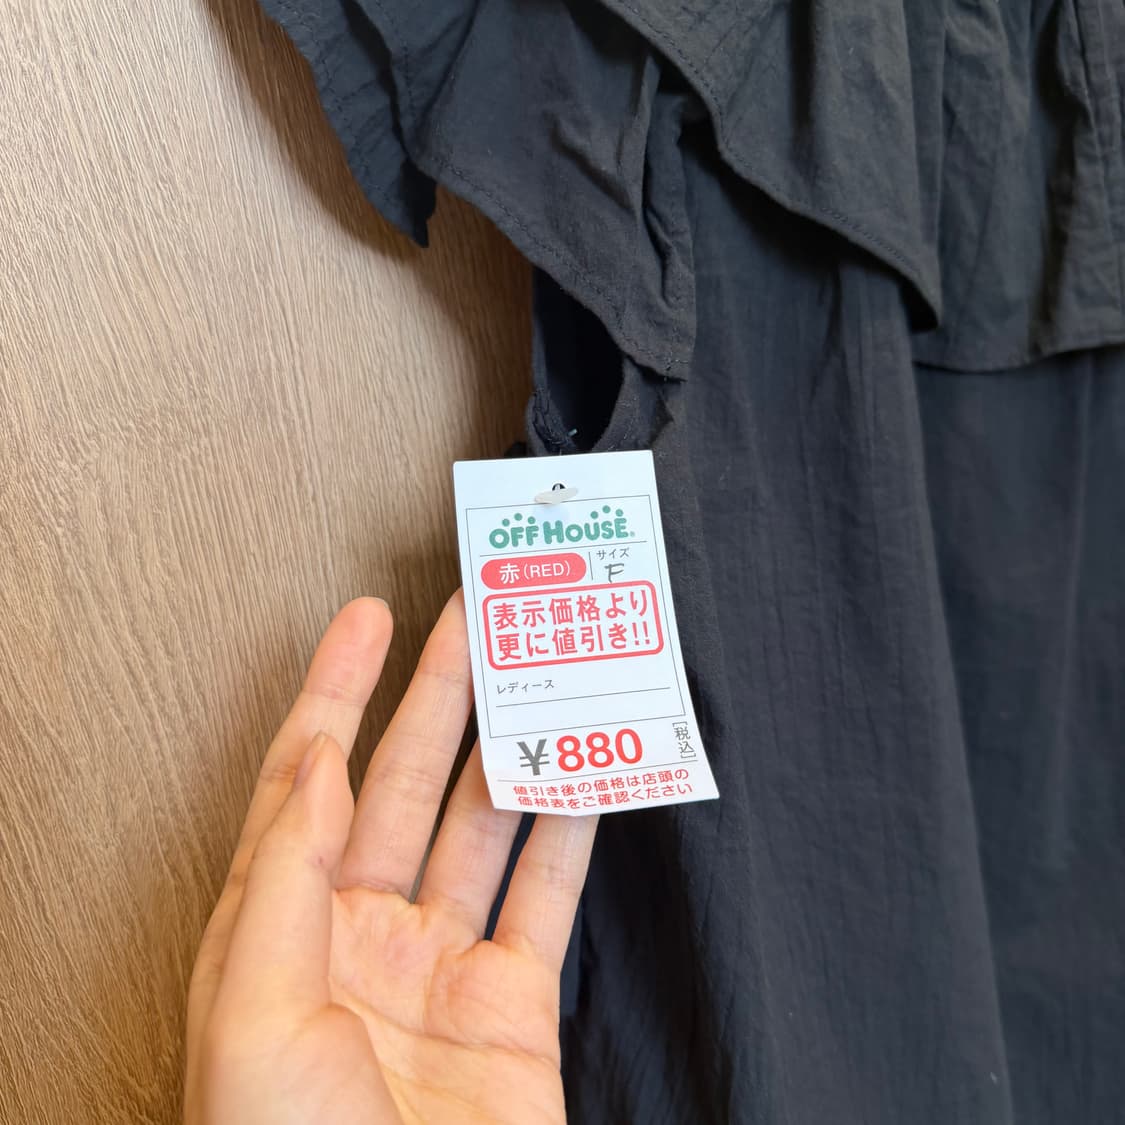 OFF HOUSE®
赤(RED) サイズ F
表示価格より
更に値引き!!
レディース
¥880 [税込]
値引き後の価格は店頭の
価格表をご確認ください